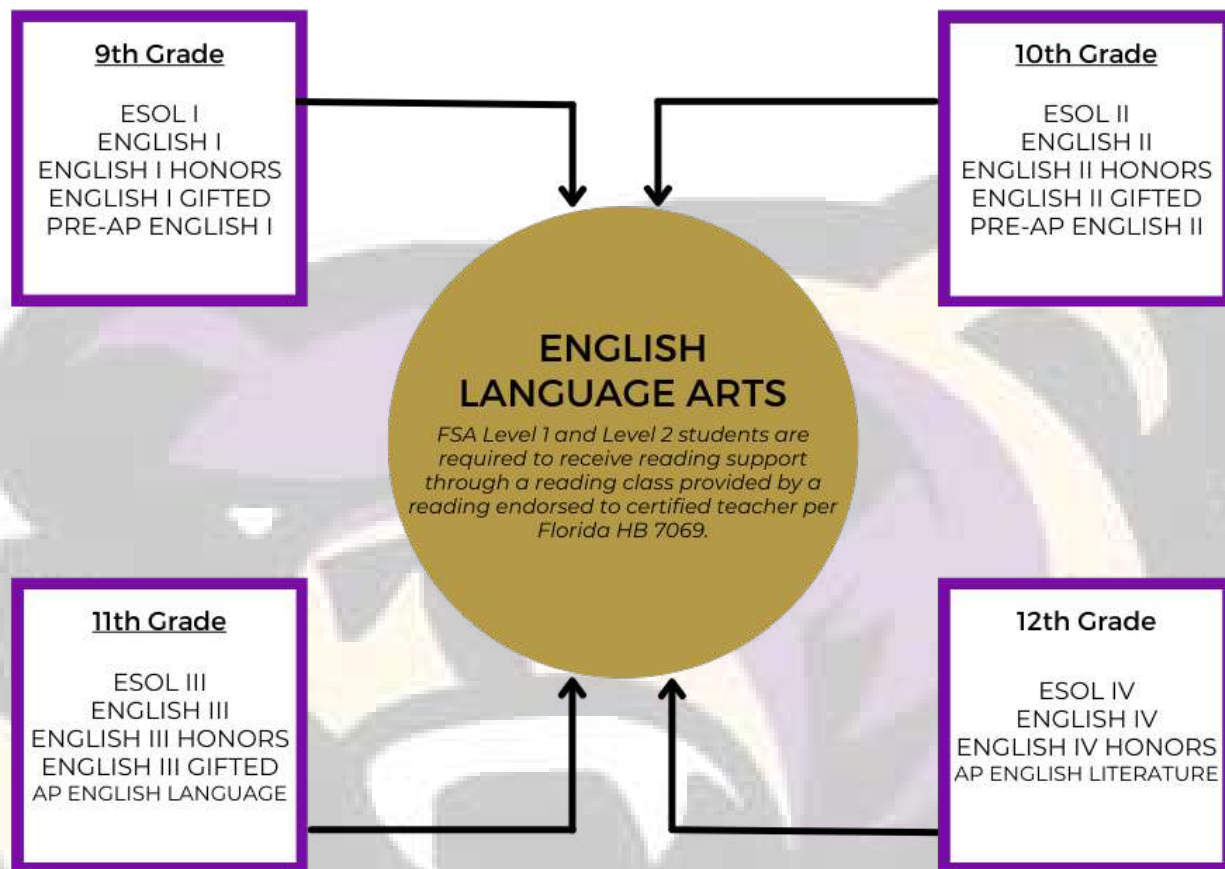 9th Grade
ESOL I
ENGLISH I
ENGLISH I HONORS
ENGLISH I GIFTED
PRE-AP ENGLISH I
10th Grade
ESOL II
ENGLISH II
ENGLISH II HONORS
ENGLISH II GIFTED
PRE-AP ENGLISH II
ENGLISH
LANGUAGE ARTS
FSA Level 1 and Level 2 students are
required to receive reading support
through a reading class provided by a
reading endorsed to certified teacher per
Florida HB 7069.
11th Grade
ESOL III
ENGLISH III
ENGLISH III HONORS
ENGLISH III GIFTED
AP ENGLISH LANGUAGE
12th Grade
ESOL IV
ENGLISH IV
ENGLISH IV HONORS
AP ENGLISH LITERATURE